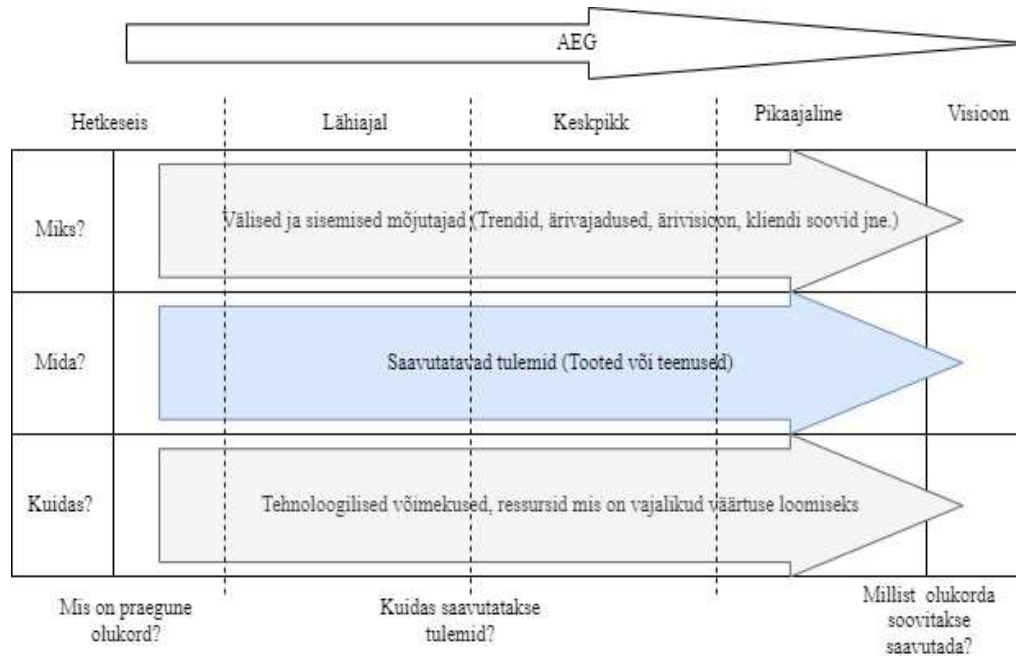 AEG
Hetkeseis
Lähiajal
Keskpikk
Pikaajaline
Visioon
Miks?
Välised ja sisemised mõjutajad (Trendid, ärivajadused, ärivisioon, kliendi soovid jne.)
Mida?
Saavutatavad tulemid (Tooted või teenused)
Kuidas?
Tehnoloogilised võimekused, ressursid mis on vajalikud väärtuse loomiseks
Mis on praegune
olukord?
Kuidas saavutatakse
tulemid?
Millist olukorda
soovitakse
saavutada?